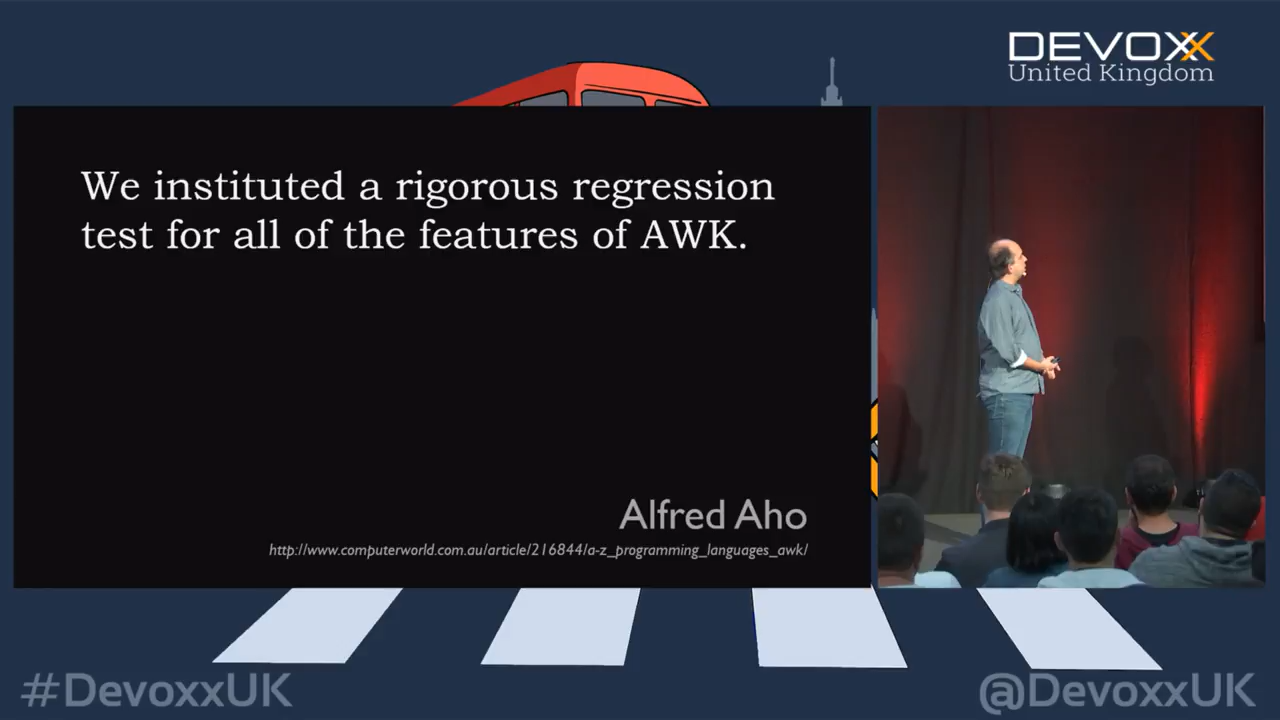 DEVOXX
United Kingdom
We instituted a rigorous regression
test for all of the features of AWK.
Alfred Aho
http://www.computerworld.com.au/article/216844/a-z_programming_languages_awk/
#DevoxxUK
@DevoxxUK